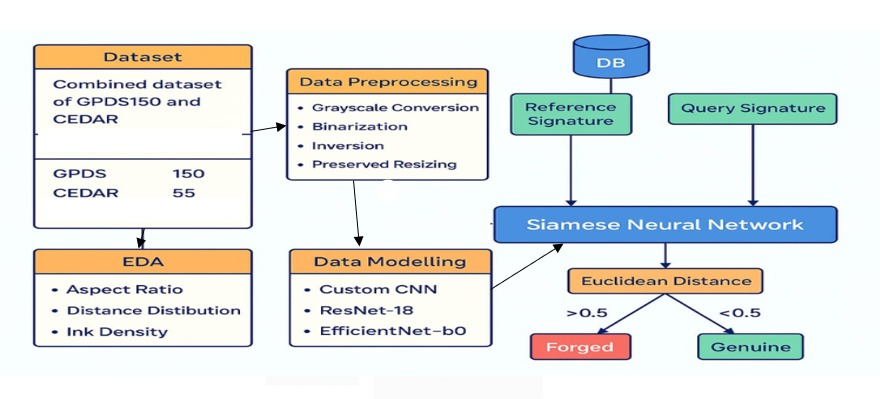 Dataset
Combined dataset
of GPDS150 and
CEDAR
GPDS 150
CEDAR 55
EDA
• Aspect Ratio
• Distance Distibution
• Ink Density
Data Preprocessing
• Grayscale Conversion
• Binarization
• Inversion
• Preserved Resizing
Data Modelling
• Custom CNN
• ResNet-18
• EfficientNet-b0
DB
Reference
Signature
Query Signature
Siamese Neural Network
Euclidean Distance
>0.5 <0.5
Forged Genuine